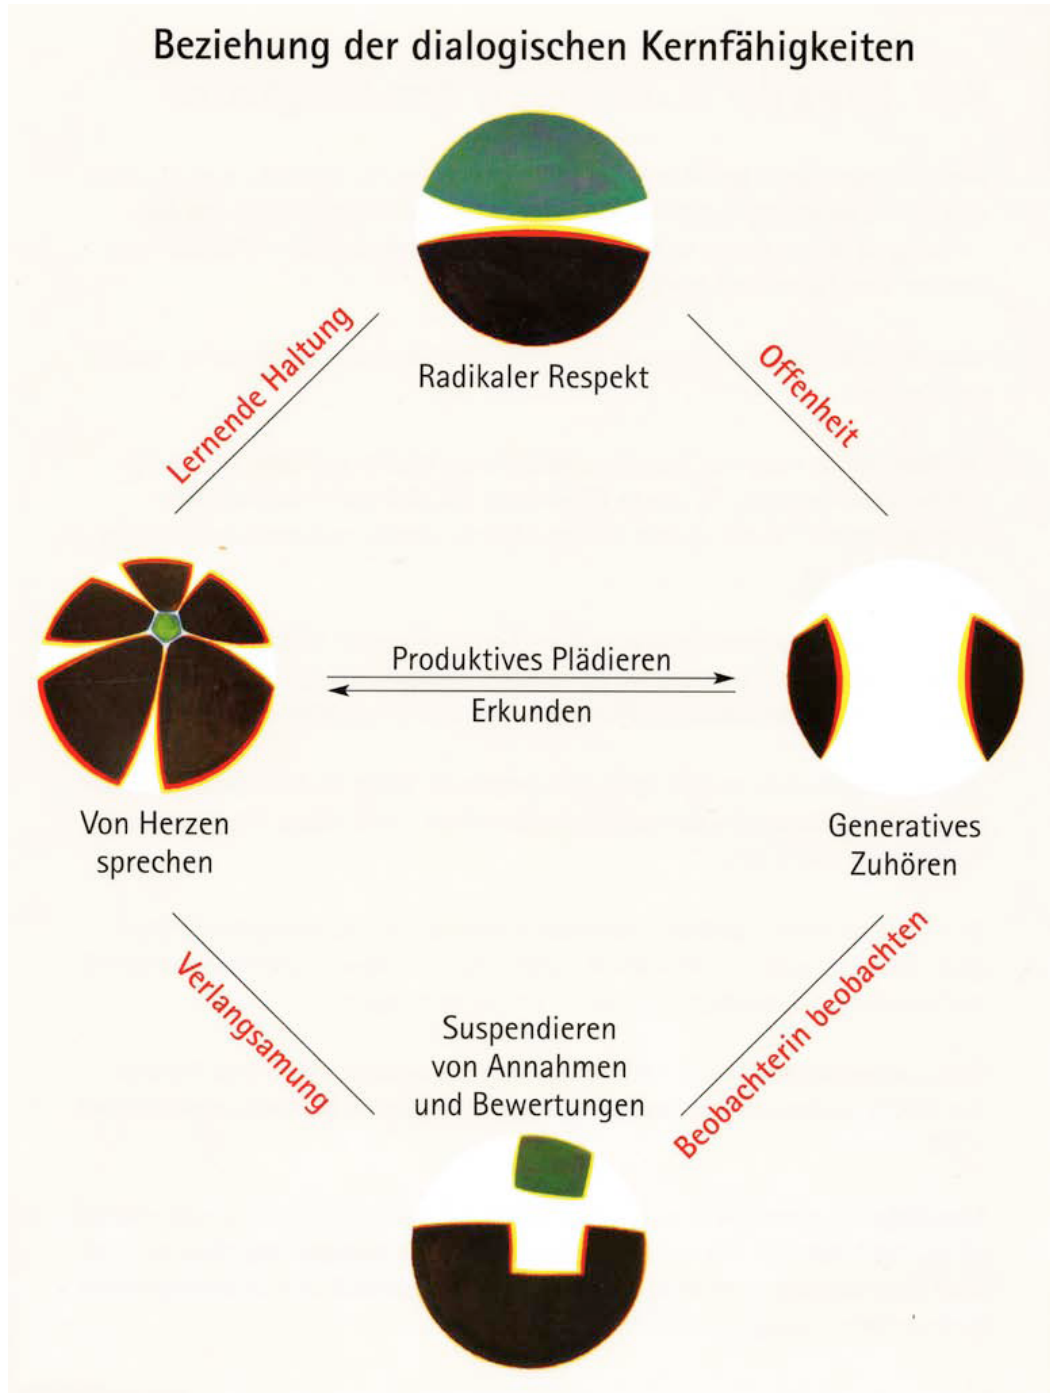 Beziehung der dialogischen Kernfähigkeiten
Radikaler Respekt
Lernende Haltung
Offenheit
Produktives Plädieren
Erkunden
Von Herzen
sprechen
Generatives
Zuhören
Verlangsamung
Suspendieren
von Annahmen
und Bewertungen
Beobachterin beobachten